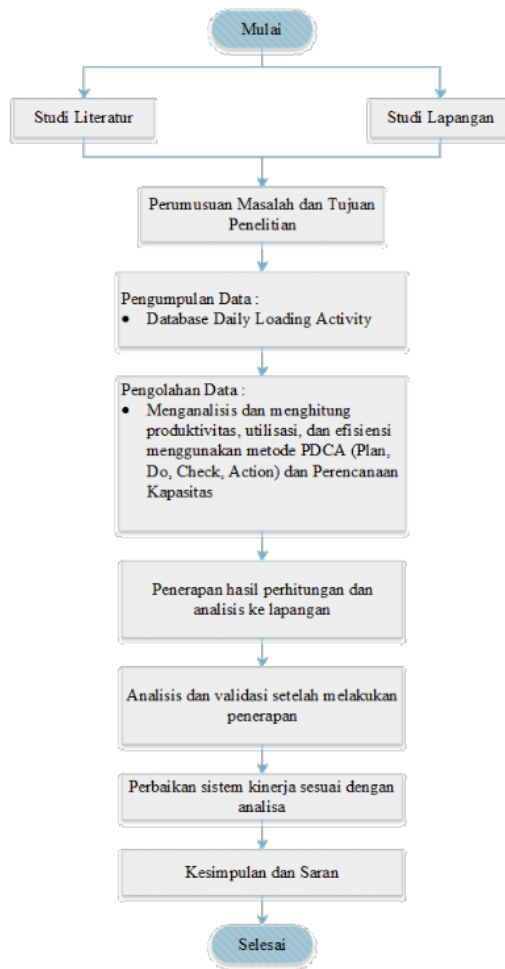 Mulai
Studi Literatur
Studi Lapangan
Perumusuan Masalah dan Tujuan
Penelitian
Pengumpulan Data :
• Database Daily Loading Activity
Pengolahan Data :
• Menganalisis dan menghitung
produktivitas, utilisasi, dan efisiensi
menggunakan metode PDCA (Plan,
Do, Check, Action) dan Perencanaan
Kapasitas
Penerapan hasil perhitungan dan
analisis ke lapangan
Analisis dan validasi setelah melakukan
penerapan
Perbaikan sistem kinerja sesuai dengan
analisa
Kesimpulan dan Saran
Selesai